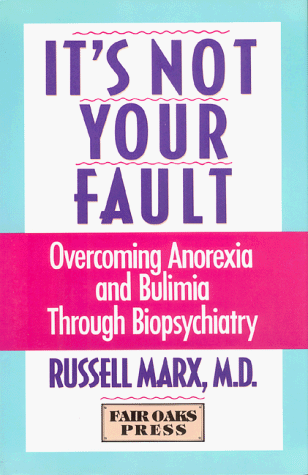 IT'S NOT
YOUR
FAULT
Overcoming Anorexia
and Bulimia
Through Biopsychiatry
RUSSELL MARX, M.D.
FAIR OAKS
PRESS